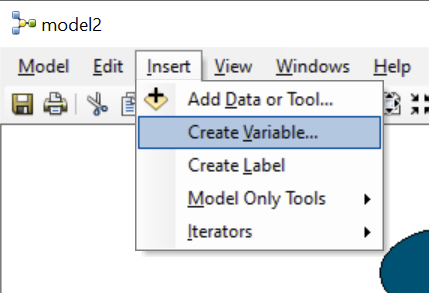 model2
Model Edit Insert View Windows Help
Add Data or Tool...
Create Variable...
Create Label
Model Only Tools
Iterators